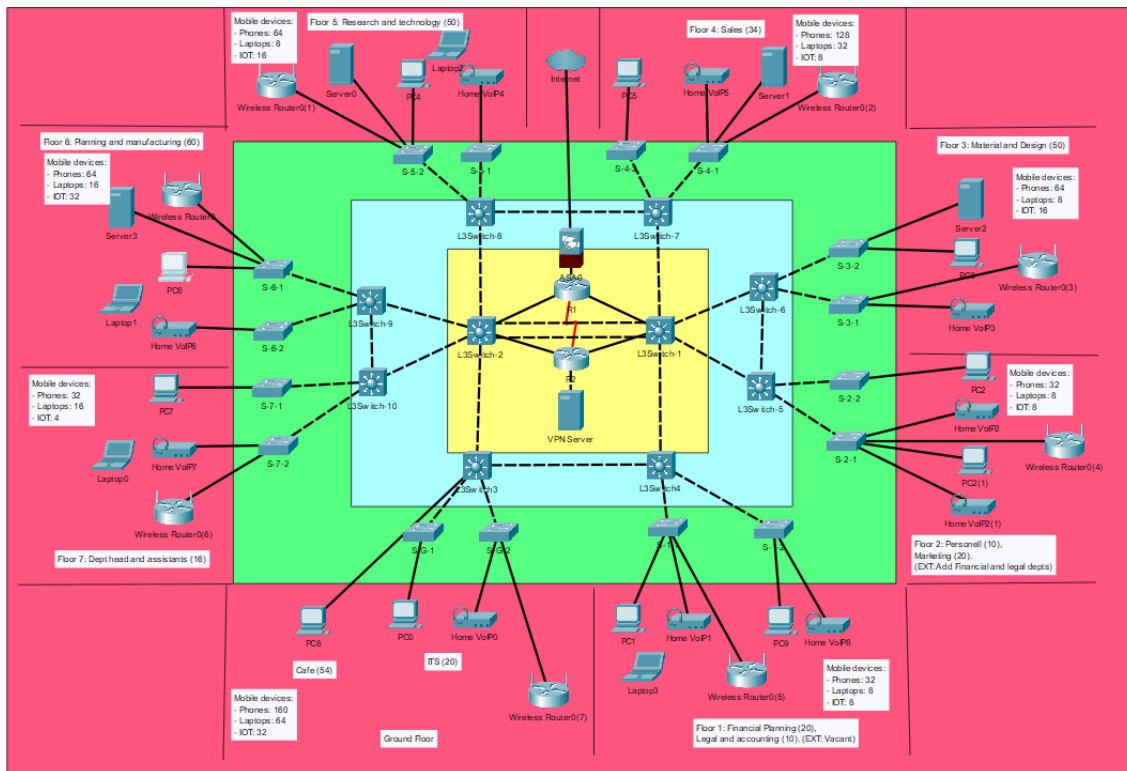 Mobile devices:
- Phones: 64
- Laptops: 8
- IOT: 16
Floor 5: Research and technology (50)
Laptop2
Server0
PC4
Home VoIP4
Wireless Router0(1)
Internet
Floor 4: Sales (34)
Mobile devices:
- Phones: 128
- Laptops: 32
- IOT: 8
PC5
Home VoIP5
Server1
Wireless Router0(2)
Floor 6: Planning and manufacturing (60)
Mobile devices:
- Phones: 64
- Laptops: 16
- IOT: 32
Server3
PC8
Laptop1
Home VoIP6
S-5-2
S-4-1
L3Switch-8
L3Switch-7
Floor 3: Material and Design (50)
Mobile devices:
- Phones: 64
- Laptops: 8
- IOT: 16
Server2
S-3-2
Wireless Router0(3)
S-3-1
Home VoIP3
S-6-1
S-6-2
L3Switch-9
L3Switch-6
ASA0
R1
L3Switch-2
L3Switch-1
R2
VPN Server
Mobile devices:
- Phones: 32
- Laptops: 16
- IOT: 4
PC7
S-7-1
L3Switch-10
Home VoIP7
S-7-2
Laptop0
Wireless Router0(6)
Floor 7: Dept head and assistants (16)
L3Switch-5
S-2-2
PC2
Mobile devices:
- Phones: 32
- Laptops: 8
- IOT: 8
Home VoIP2
S-2-1
Wireless Router0(4)
PC2(1)
Home VoIP2(1)
Floor 2: Personell (10),
Marketing (20).
(EXT: Add Financial and legal depts)
L3Switch3
L3Switch4
S-G-1
S-G-2
PC8
PC0
Home VoIP0
Cafe (54)
ITS (20)
Mobile devices:
- Phones: 160
- Laptops: 64
- IOT: 32
Wireless Router0(7)
Ground Floor
PC1
Home VoIP1
PC9
Home VoIP8
Laptop3
Wireless Router0(5)
Mobile devices:
- Phones: 32
- Laptops: 8
- IOT: 8
Floor 1: Financial Planning (20),
Legal and accounting (10). (EXT: Vacant)